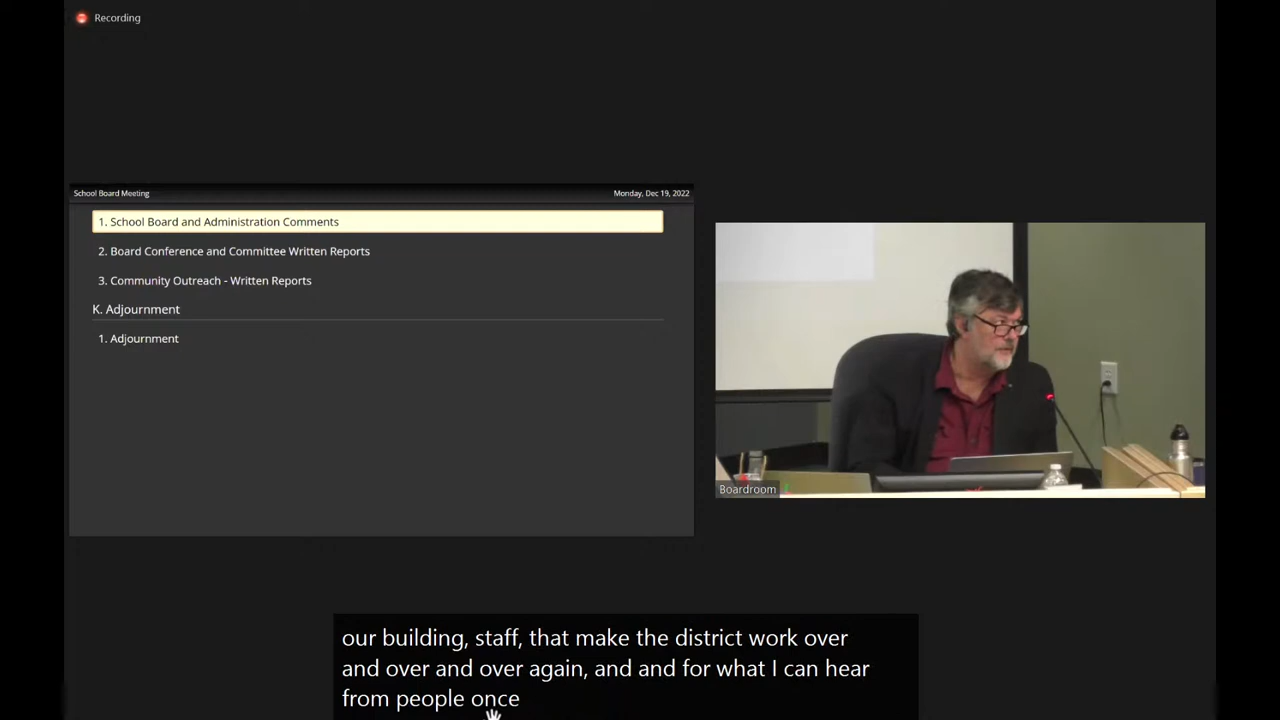 Recording
School Board Meeting
Monday, Dec 19, 2022
1. School Board and Administration Comments
2. Board Conference and Committee Written Reports
3. Community Outreach - Written Reports
K. Adjournment
1. Adjournment
Boardroom
our building, staff, that make the district work over
and over and over again, and and for what I can hear
from people once